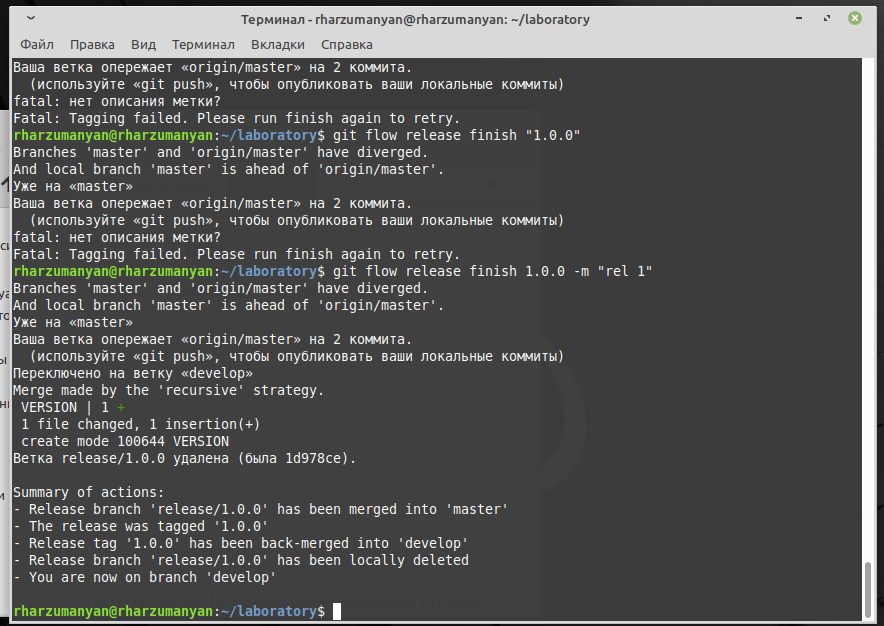 Терминал - rharzumanyan@rharzumanyan: ~/laboratory
Файл Правка Вид Терминал Вкладки Справка
Ваша ветка опережает «origin/master» на 2 коммита.
  (используйте «git push», чтобы опубликовать ваши локальные коммиты)
fatal: нет описания метки?
Fatal: Tagging failed. Please run finish again to retry.
rharzumanyan@rharzumanyan:~/laboratory$ git flow release finish "1.0.0"
Branches 'master' and 'origin/master' have diverged.
And local branch 'master' is ahead of 'origin/master'.
Уже на «master»
Ваша ветка опережает «origin/master» на 2 коммита.
  (используйте «git push», чтобы опубликовать ваши локальные коммиты)
fatal: нет описания метки?
Fatal: Tagging failed. Please run finish again to retry.
rharzumanyan@rharzumanyan:~/laboratory$ git flow release finish 1.0.0 -m "rel 1"
Branches 'master' and 'origin/master' have diverged.
And local branch 'master' is ahead of 'origin/master'.
Уже на «master»
Ваша ветка опережает «origin/master» на 2 коммита.
  (используйте «git push», чтобы опубликовать ваши локальные коммиты)
Переключено на ветку «develop»
Merge made by the 'recursive' strategy.
 VERSION | 1 +
 1 file changed, 1 insertion(+)
 create mode 100644 VERSION
Ветка release/1.0.0 удалена (была 1d978ce).
Summary of actions:
- Release branch 'release/1.0.0' has been merged into 'master'
- The release was tagged '1.0.0'
- Release tag '1.0.0' has been back-merged into 'develop'
- Release branch 'release/1.0.0' has been locally deleted
- You are now on branch 'develop'
rharzumanyan@rharzumanyan:~/laboratory$